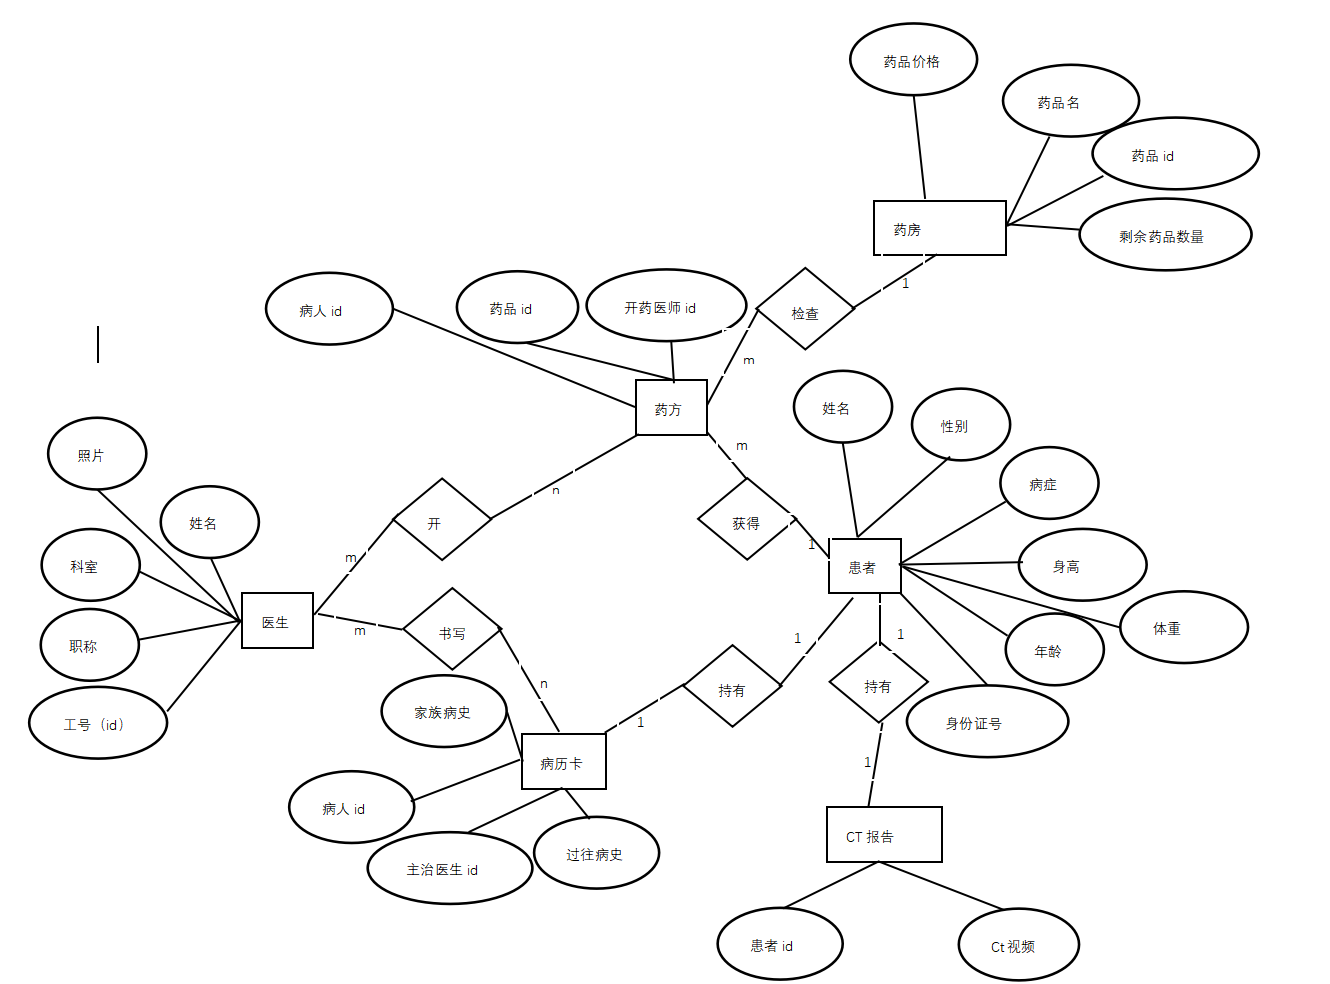 药品价格
药品名
药品 id
药房
剩余药品数量
1
病人 id
药品 id
开药医师 id
检查
m
药方
姓名
性别
m
照片
病症
n
姓名
开
获得
1
m
科室
患者
身高
医生
m
书写
1
1
体重
职称
年龄
n
持有
持有
家族病史
1
工号（id）
身份证号
病历卡
1
病人 id
CT 报告
主治医生 id
过往病史
患者 id
Ct 视频